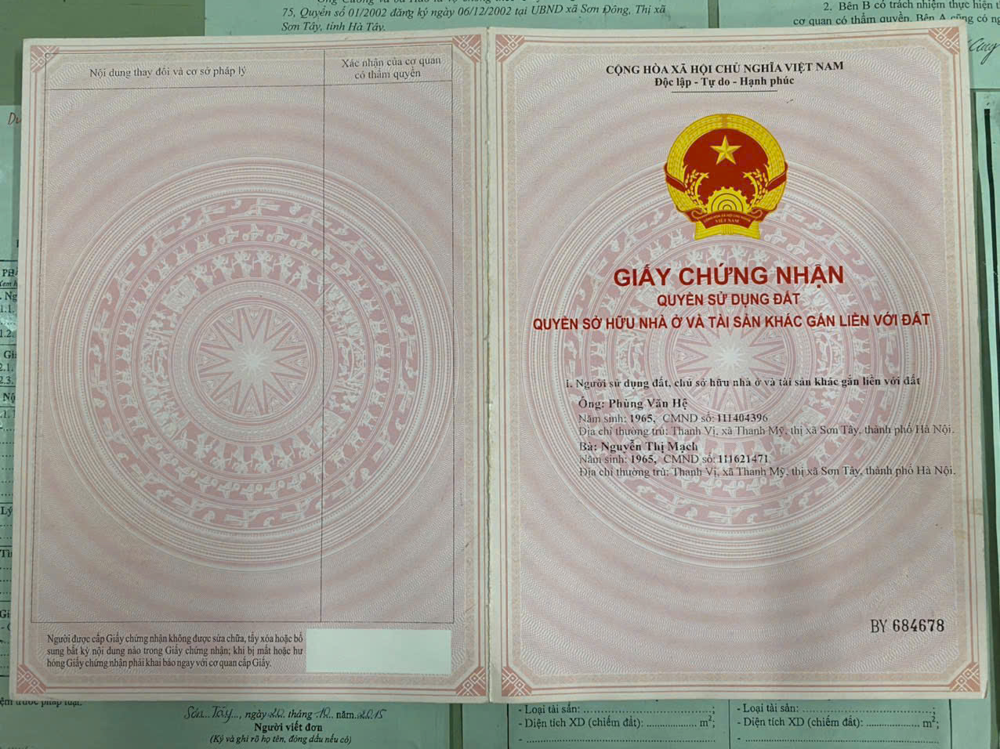 75, Quyển số 01/2002 đăng ký ngày 06/12/2002 tại UBND xã Sơn Đông, Thị xã
Sơn Tây, tỉnh Hà Tây.
2. Bên B có trách nhiệm thực hiện
cơ quan có thẩm quyền. Bên A cũng có
Nội dung thay đổi và cơ sở pháp lý
Xác nhận của cơ quan
có thẩm quyền
Người được cấp Giấy chứng nhận không được sửa chữa, tẩy xóa hoặc bổ
sung bất kỳ nội dung nào trong Giấy chứng nhận; khi bị mất hoặc hư
hỏng Giấy chứng nhận phải khai báo ngay với cơ quan cấp Giấy.
CỘNG HÒA XÃ HỘI CHỦ NGHĨA VIỆT NAM
Độc lập - Tự do - Hạnh phúc
VIỆT NAM
GIẤY CHỨNG NHẬN
QUYỀN SỬ DỤNG ĐẤT
QUYỀN SỞ HỮU NHÀ Ở VÀ TÀI SẢN KHÁC GẮN LIỀN VỚI ĐẤT
I. Người sử dụng đất, chủ sở hữu nhà ở và tài sản khác gắn liền với đất
Ông: Phùng Văn Hệ
Năm sinh: 1965, CMND số: 111404396
Địa chỉ thường trú: Thanh Vị, xã Thanh Mỹ, thị xã Sơn Tây, thành phố Hà Nội.
Bà: Nguyễn Thị Mạch
Năm sinh: 1965, CMND số: 111621471
Địa chỉ thường trú: Thanh Vị, xã Thanh Mỹ, thị xã Sơn Tây, thành phố Hà Nội.
BY 684678
Sơn Tây, ngày 20 tháng 10 năm 2015
Người viết đơn
(Ký và ghi rõ họ tên, đóng dấu nếu có)
- Loại tài sản: ;
- Diện tích XD (chiếm đất): m²;
- Loại tài sản: ;
- Diện tích XD (chiếm đất): m²;